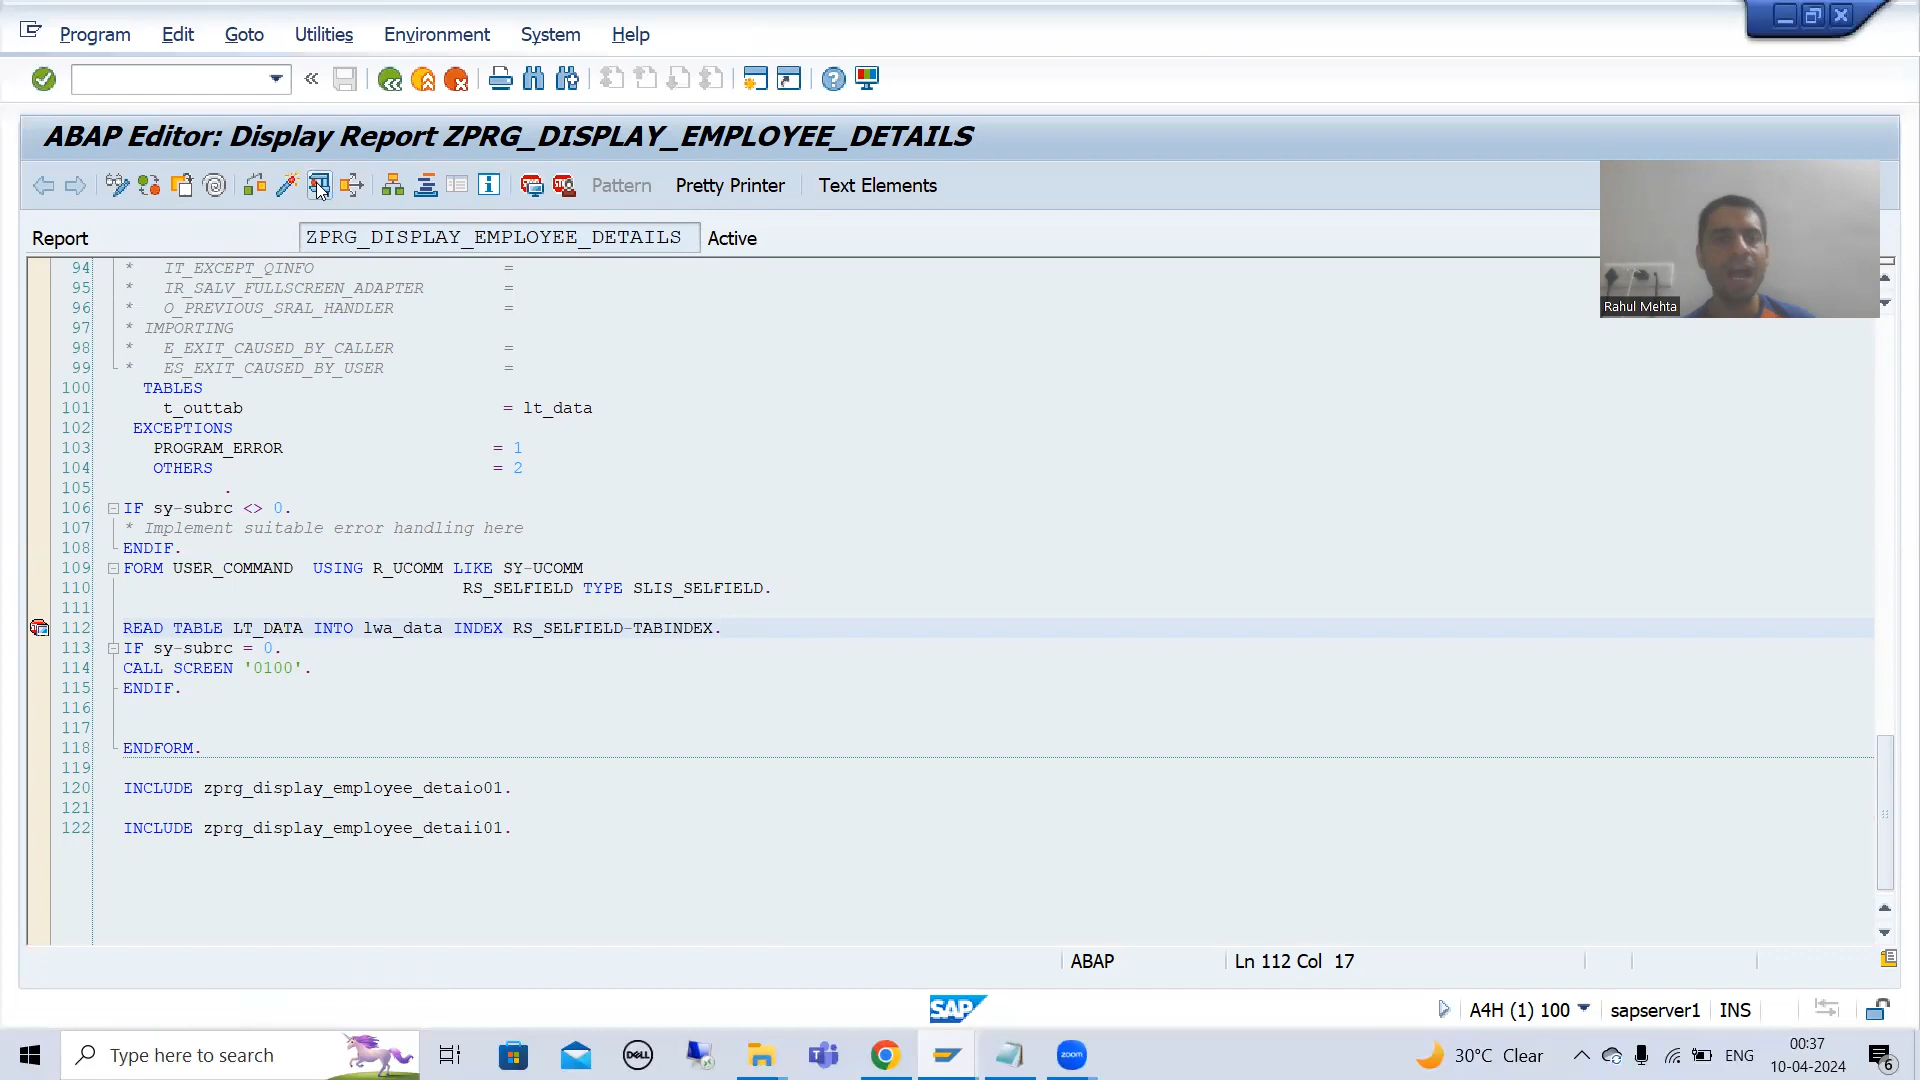 Program Edit Goto Utilities Environment System Help
ABAP Editor: Display Report ZPRG_DISPLAY_EMPLOYEE_DETAILS
Pattern Pretty Printer Text Elements
Report ZPRG_DISPLAY_EMPLOYEE_DETAILS Active
Rahul Mehta
94 * IT_EXCEPT_QINFO =
95 * IR_SALV_FULLSCREEN_ADAPTER =
96 * O_PREVIOUS_SRAL_HANDLER =
97 * IMPORTING
98 * E_EXIT_CAUSED_BY_CALLER =
99 * ES_EXIT_CAUSED_BY_USER =
100 TABLES
101 t_outtab = lt_data
102 EXCEPTIONS
103 PROGRAM_ERROR = 1
104 OTHERS = 2
105 .
106 IF sy-subrc <> 0.
107 * Implement suitable error handling here
108 ENDIF.
109 FORM USER_COMMAND USING R_UCOMM LIKE SY-UCOMM
110 RS_SELFIELD TYPE SLIS_SELFIELD.
111
112 READ TABLE LT_DATA INTO lwa_data INDEX RS_SELFIELD-TABINDEX.
113 IF sy-subrc = 0.
114 CALL SCREEN '0100'.
115 ENDIF.
116
117
118 ENDFORM.
119
120 INCLUDE zprg_display_employee_detaio01.
121
122 INCLUDE zprg_display_employee_detaii01.
ABAP Ln 112 Col 17
SAP A4H (1) 100 sapserver1 INS
Type here to search DELL zoom 30°C Clear ENG 00:37
10-04-2024 6